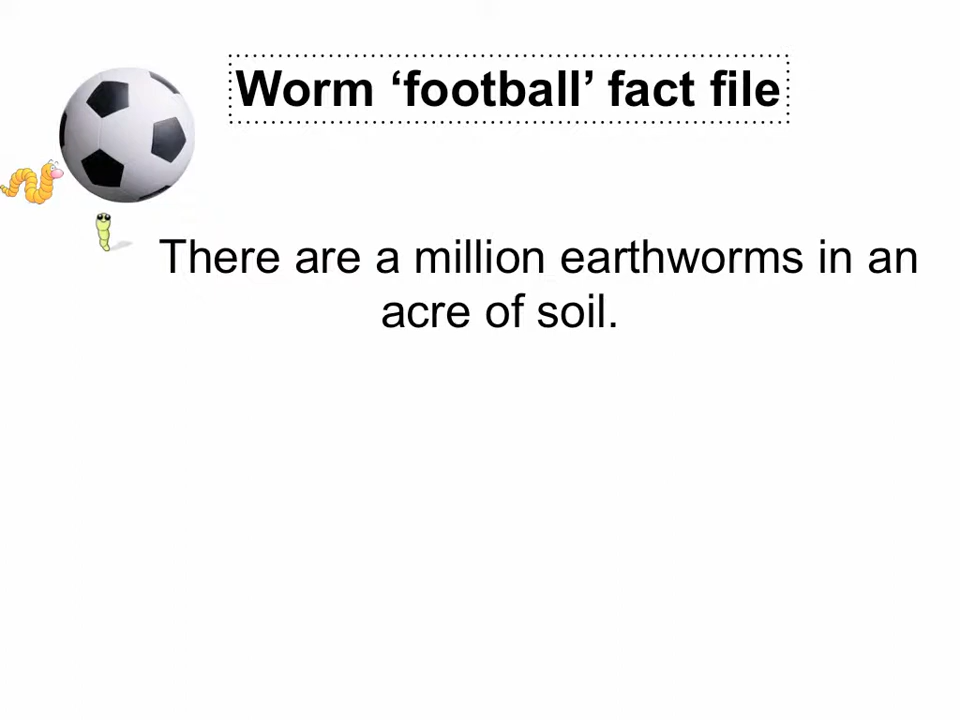 Worm ‘football’ fact file
There are a million earthworms in an
acre of soil.